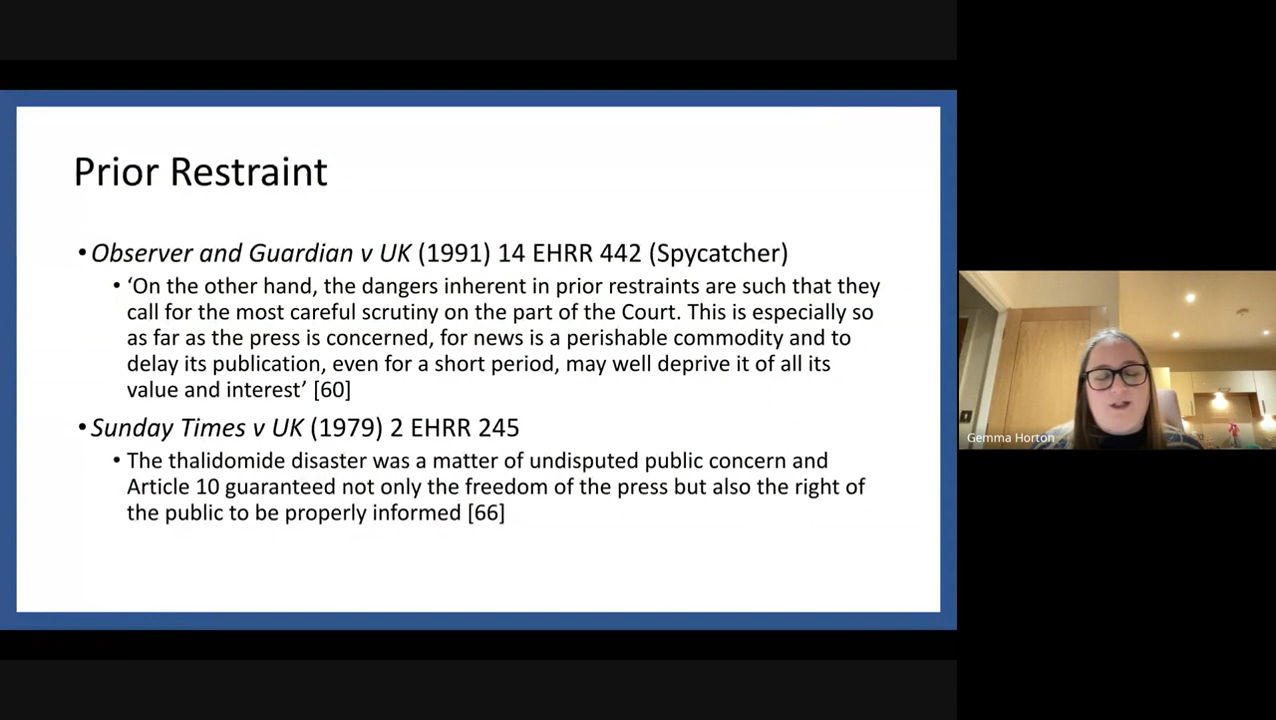 Prior Restraint
•Observer and Guardian v UK (1991) 14 EHRR 442 (Spycatcher)
• ‘On the other hand, the dangers inherent in prior restraints are such that they
call for the most careful scrutiny on the part of the Court. This is especially so
as far as the press is concerned, for news is a perishable commodity and to
delay its publication, even for a short period, may well deprive it of all its
value and interest’ [60]
•Sunday Times v UK (1979) 2 EHRR 245
• The thalidomide disaster was a matter of undisputed public concern and
Article 10 guaranteed not only the freedom of the press but also the right of
the public to be properly informed [66]
Gemma Horton